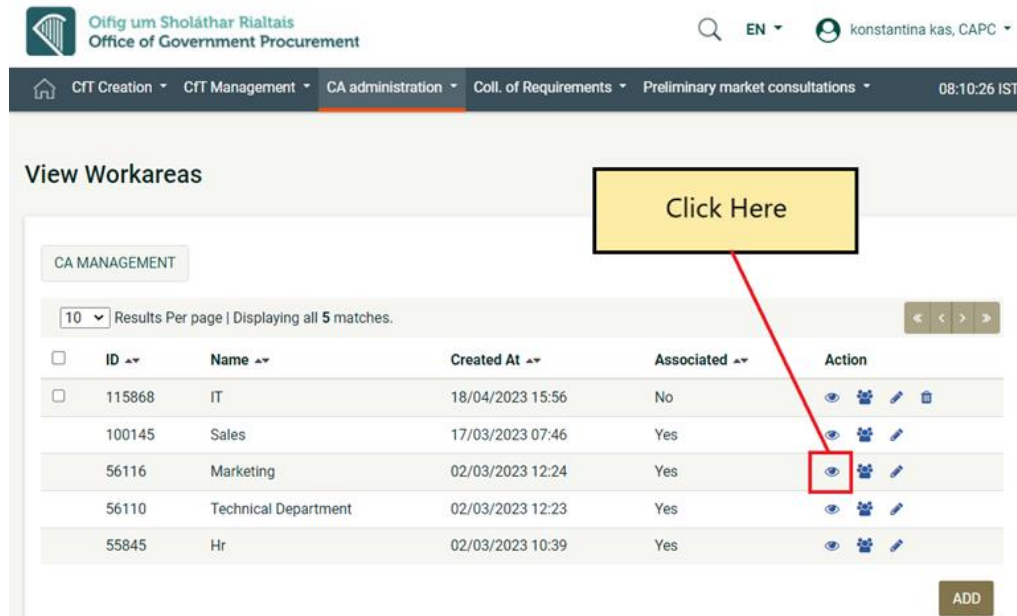 Oifig um Sholáthar Rialtais
Office of Government Procurement
EN
konstantina kas, CAPC
CfT Creation CfT Management CA administration Coll. of Requirements Preliminary market consultations 08:10:26 IST
View Workareas
Click Here
CA MANAGEMENT
10 Results Per page | Displaying all 5 matches.
« < > »
ID Name Created At Associated Action
115868 IT 18/04/2023 15:56 No
100145 Sales 17/03/2023 07:46 Yes
56116 Marketing 02/03/2023 12:24 Yes
56110 Technical Department 02/03/2023 12:23 Yes
55845 Hr 02/03/2023 10:39 Yes
ADD